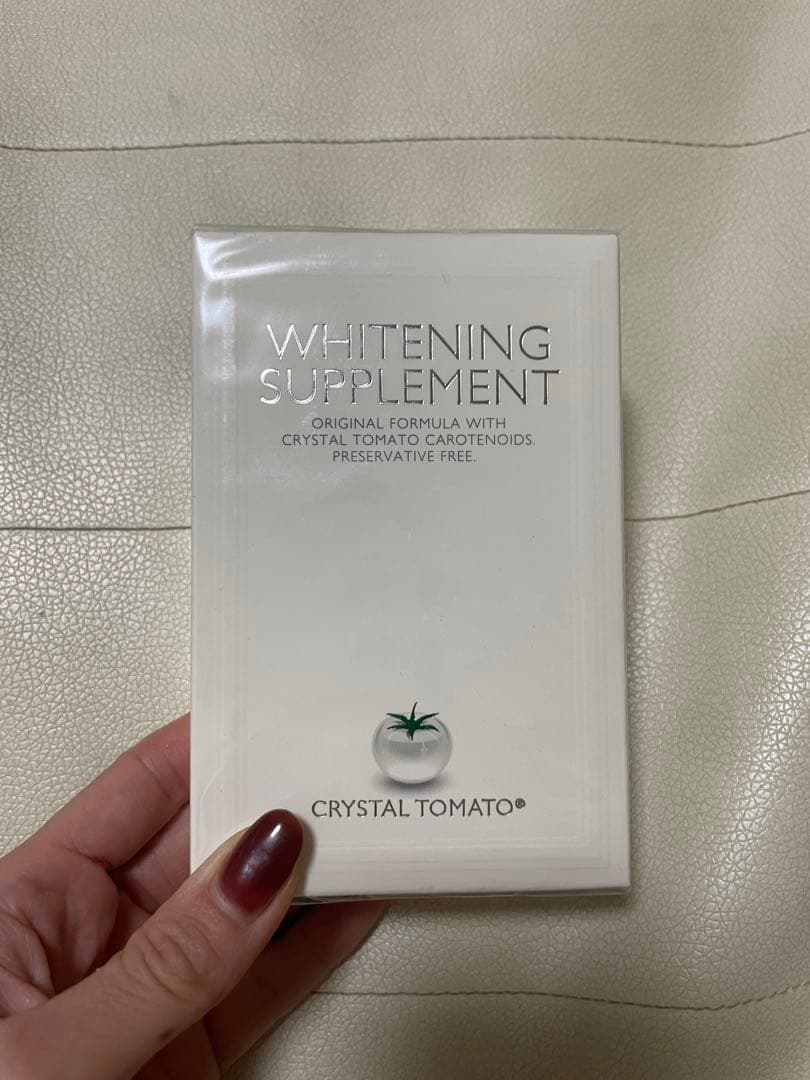 WHITENING
SUPPLEMENT
ORIGINAL FORMULA WITH
CRYSTAL TOMATO CAROTENOIDS.
PRESERVATIVE FREE.
CRYSTAL TOMATO®